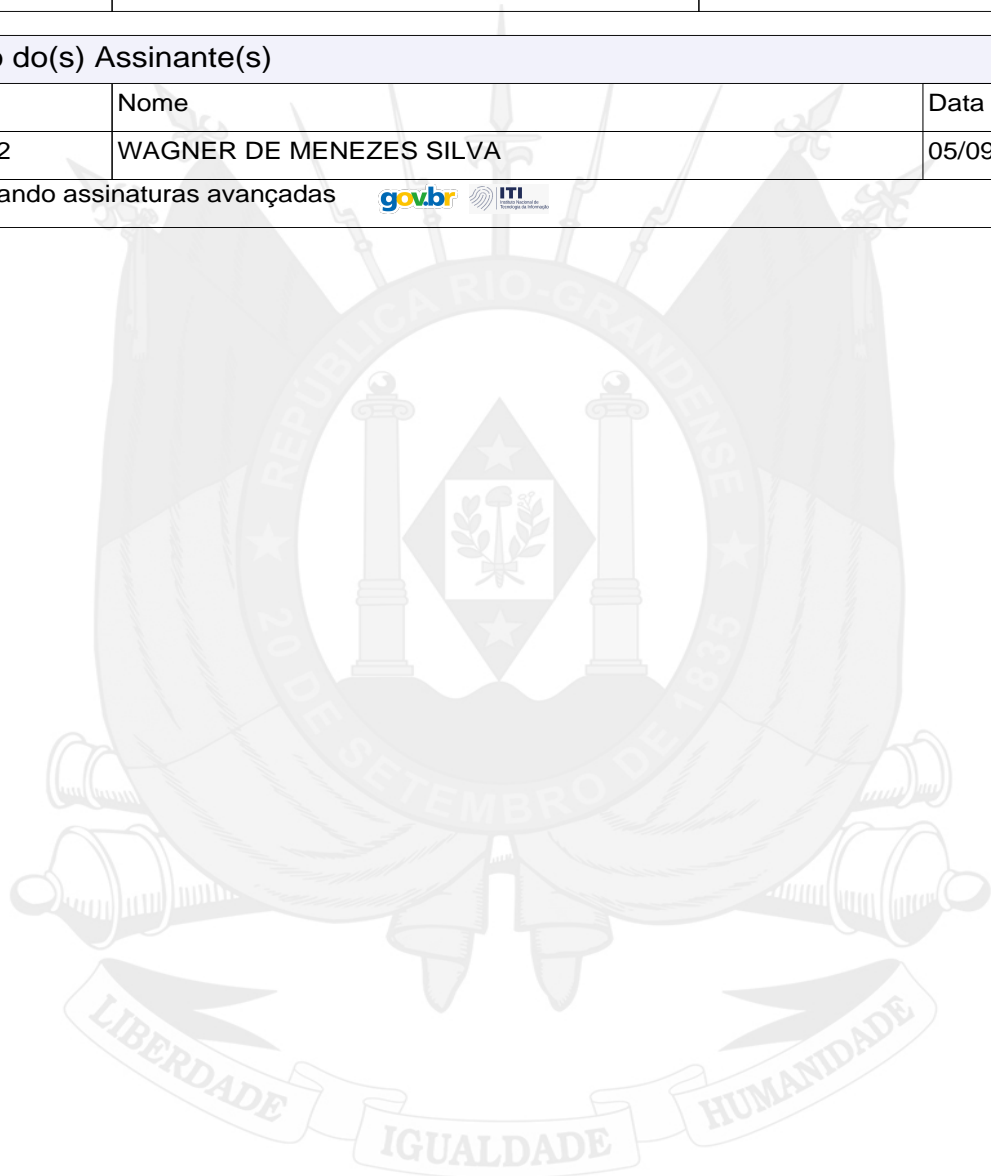 o do(s) Assinante(s)
Nome Data
2 WAGNER DE MENEZES SILVA 05/09
ando assinaturas avançadas gov.br ITI
REPÚBLICA RIO-GRANDENSE
20 DE SETEMBRO DE 1835
LIBERDADE IGUALDADE HUMANIDADE